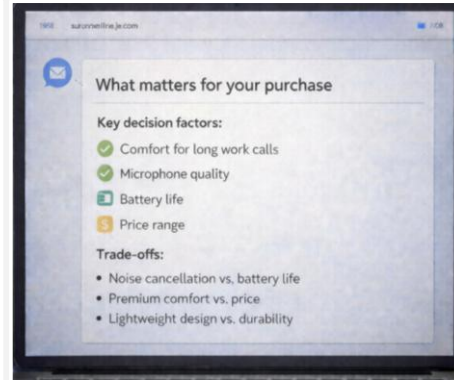 What matters for your purchase
Key decision factors:
Comfort for long work calls
Microphone quality
Battery life
Price range
Trade-offs:
• Noise cancellation vs. battery life
• Premium comfort vs. price
• Lightweight design vs. durability